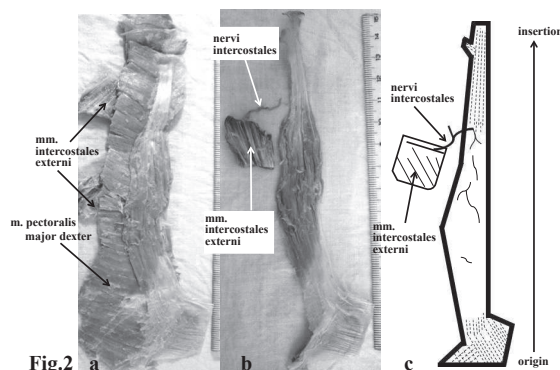 mm.
intercostales
externi
m. pectoralis
major dexter
Fig.2 a
nervi
intercostales
mm. intercostales
externi
b
insertion
nervi
intercostales
mm.
intercostales
externi
c
origin